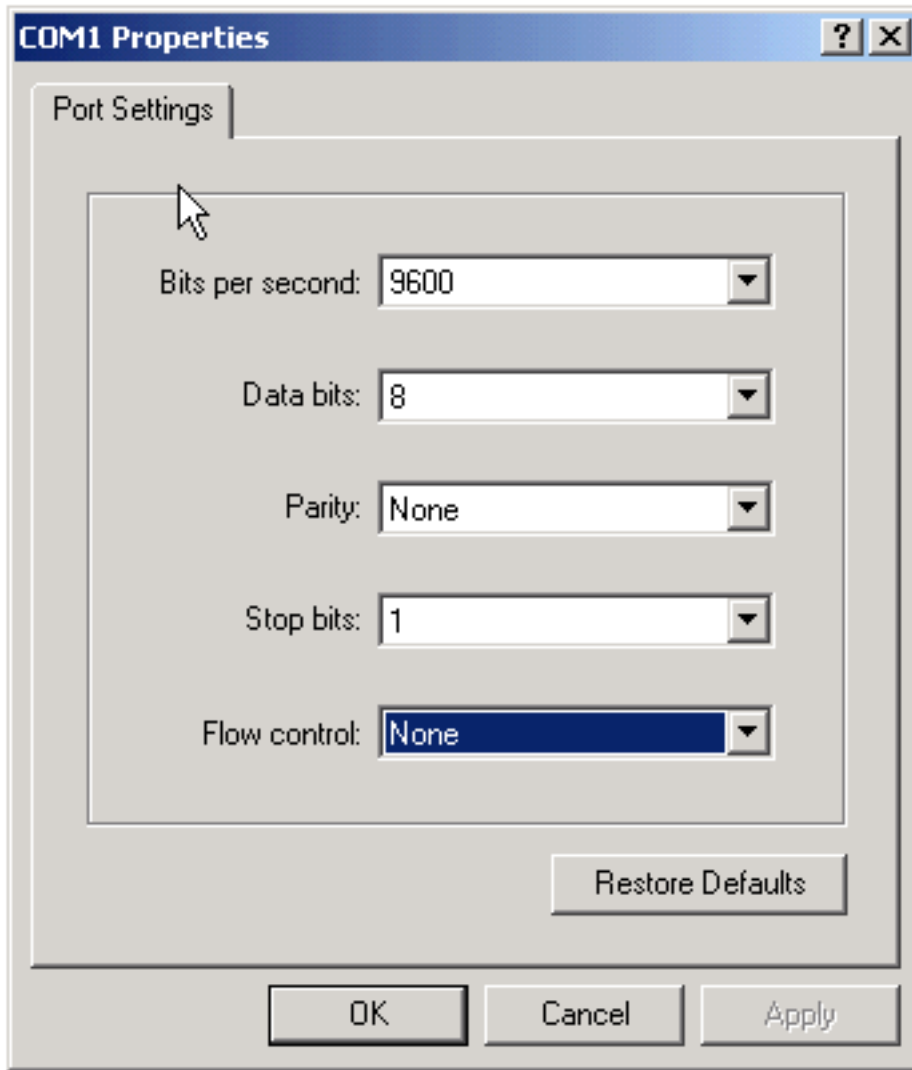 COM1 Properties
Port Settings
Bits per second: 9600
Data bits: 8
Parity: None
Stop bits: 1
Flow control: None
Restore Defaults
OK Cancel Apply